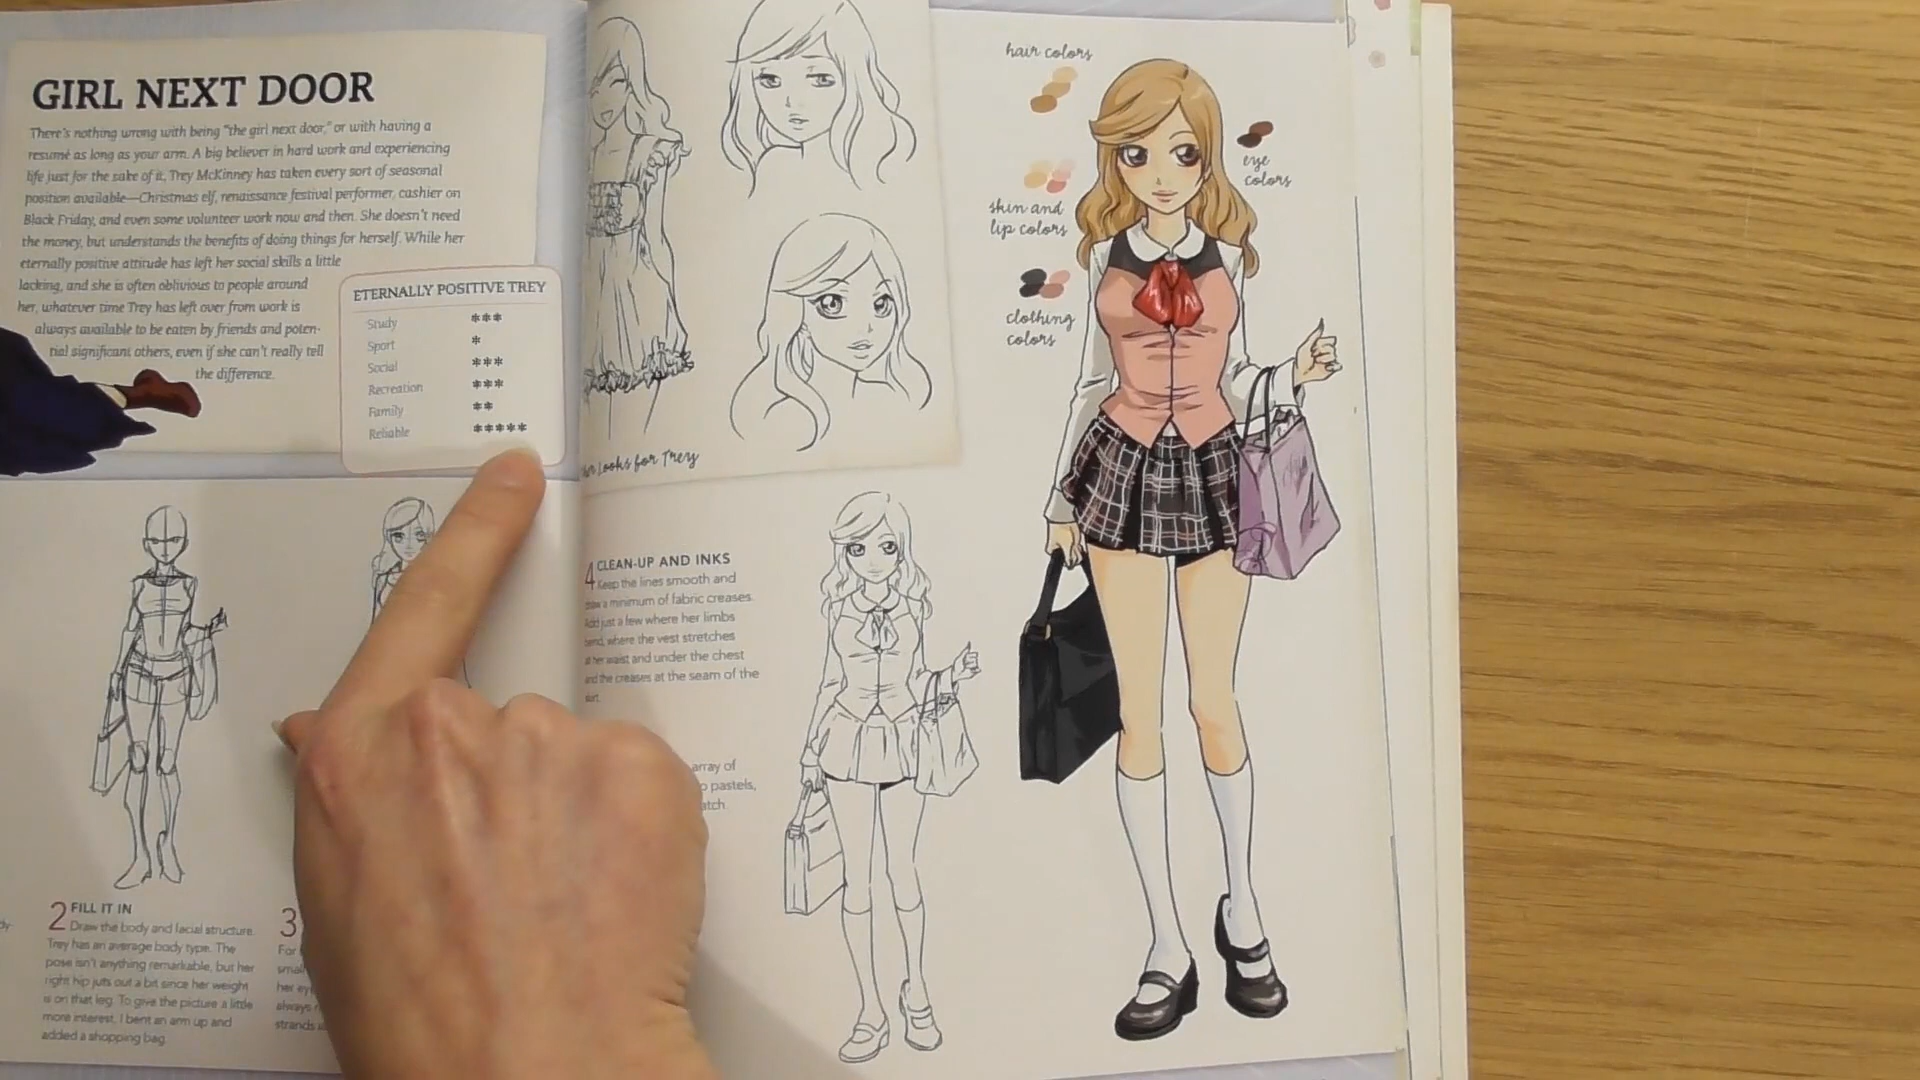 GIRL NEXT DOOR
There's nothing wrong with being "the girl next door," or with having a
resumé as long as your arm. A big believer in hard work and experiencing
life just for the sake of it, Trey McKinney has taken every sort of seasonal
position available—Christmas elf, renaissance festival performer, cashier on
Black Friday, and even some volunteer work now and then. She doesn't need
the money, but understands the benefits of doing things for herself. While her
eternally positive attitude has left her social skills a little
lacking, and she is often oblivious to people around
her, whatever time Trey has left over from work is
always available to be eaten by friends and poten-
tial significant others, even if she can't really tell
the difference.
ETERNALLY POSITIVE TREY
Study ***
Sport *
Social ***
Recreation ***
Family **
Reliable *****
2 FILL IT IN
Draw the body and facial structure.
Trey has an average body type. The
pose isn't anything remarkable, but her
right hip juts out a bit since her weight
is on that leg. To give the picture a little
more interest, I bent an arm up and
added a shopping bag.
3
For
small
her ey
always
strands
Looks for Trey
4 CLEAN-UP AND INKS
Keep the lines smooth and
draw a minimum of fabric creases.
Add just a few where her limbs
bend, where the vest stretches
at her waist and under the chest
and the creases at the seam of the
skirt.
array of
pastels,
hair colors
eye
colors
skin and
lip colors
clothing
colors